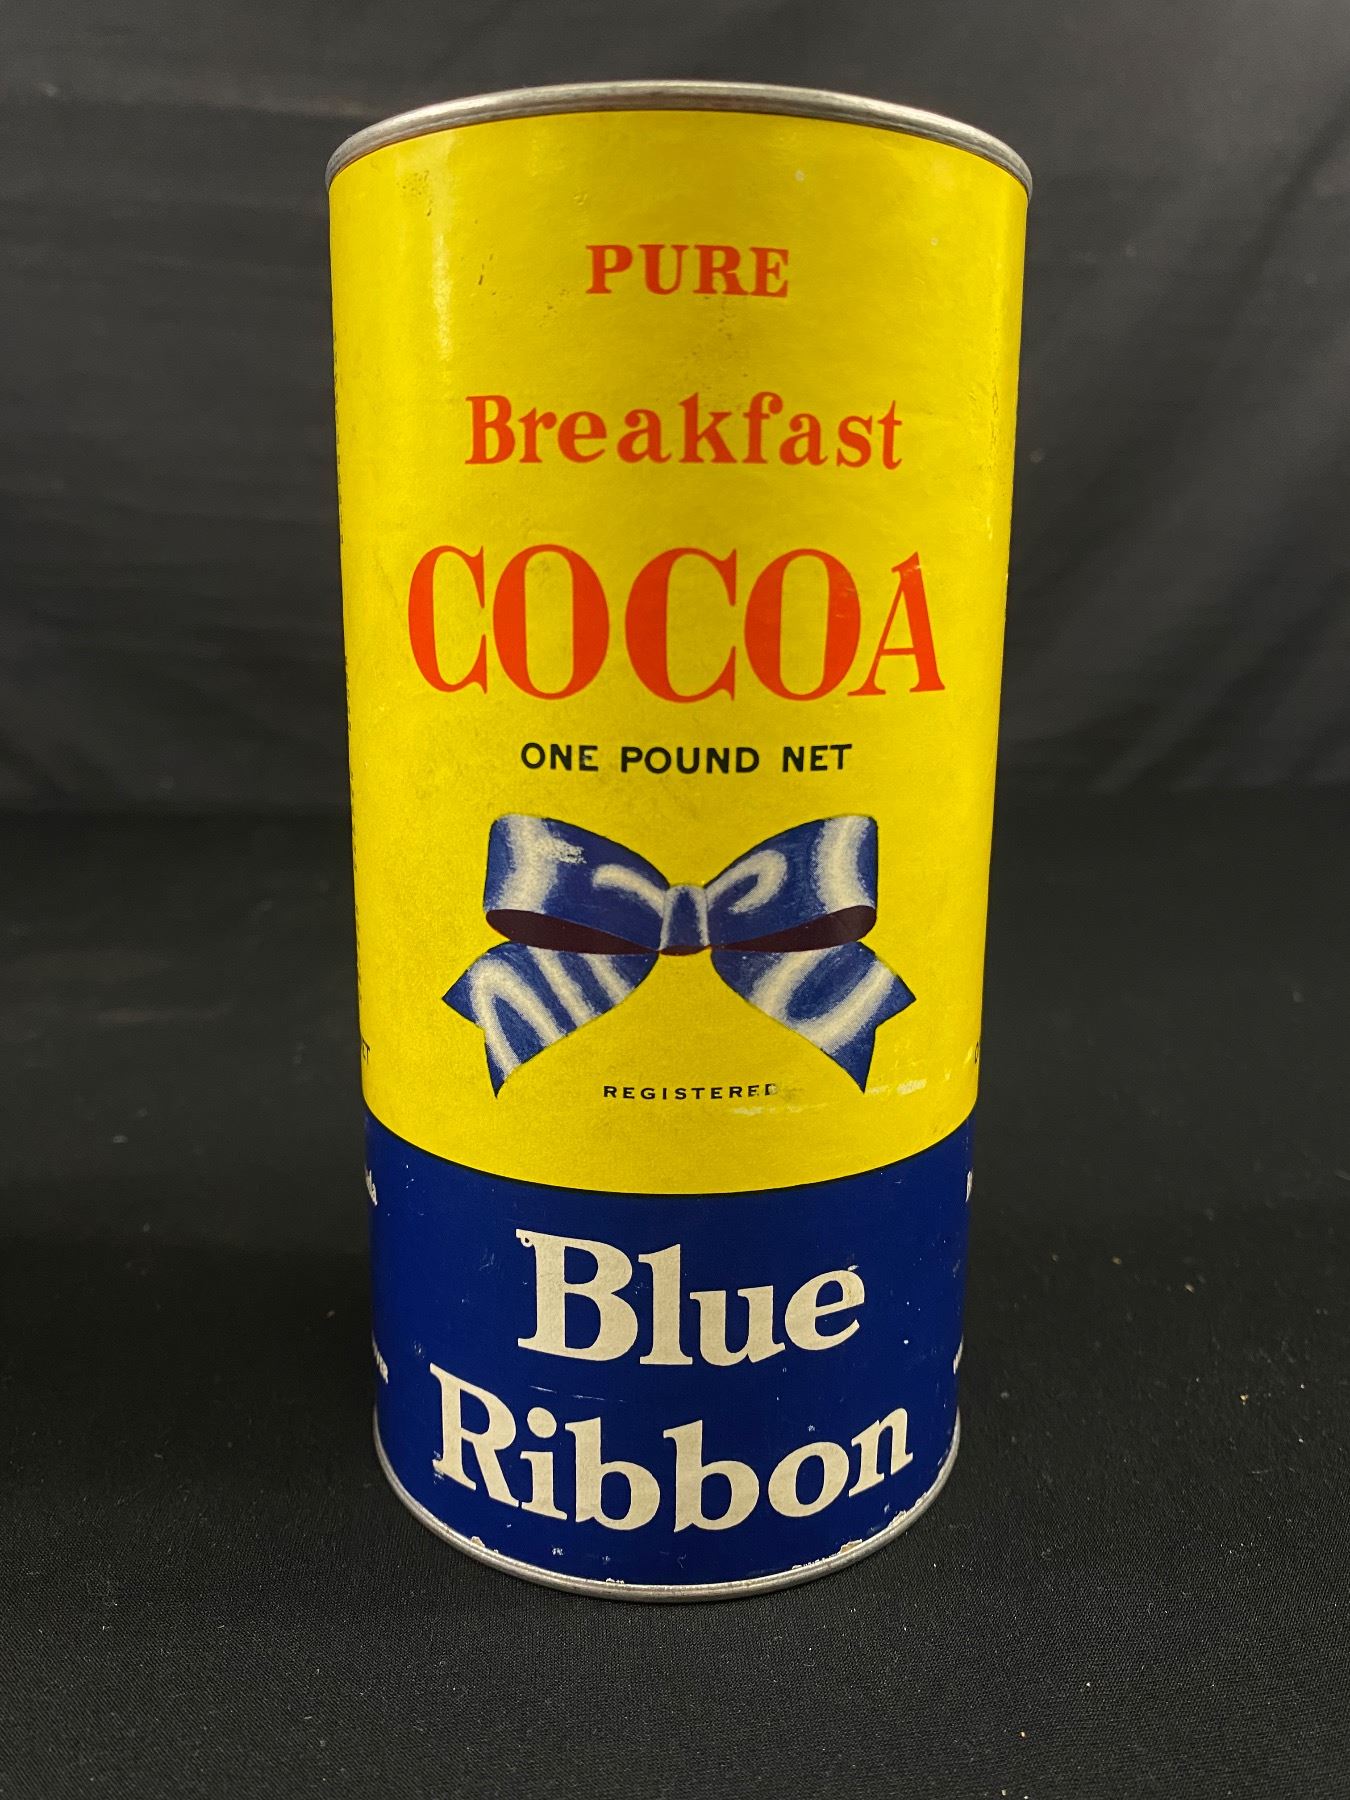 PURE
Breakfast
COCOA
ONE POUND NET
REGISTERED
Blue
Ribbon